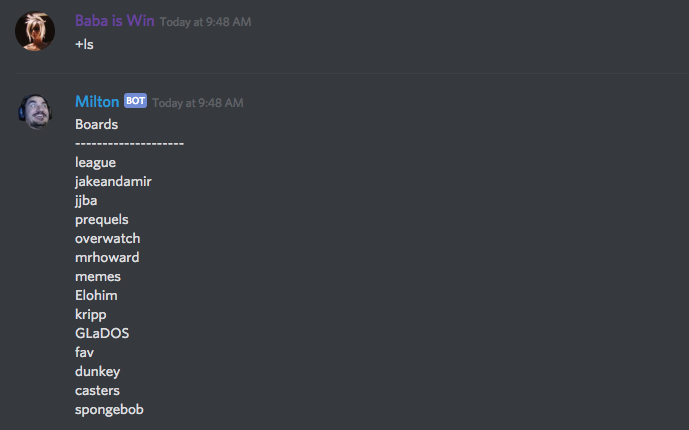 Baba is Win Today at 9:48 AM
+ls
Milton BOT Today at 9:48 AM
Boards
--------------------
league
jakeandamir
jjba
prequels
overwatch
mrhoward
memes
Elohim
kripp
GLaDOS
fav
dunkey
casters
spongebob